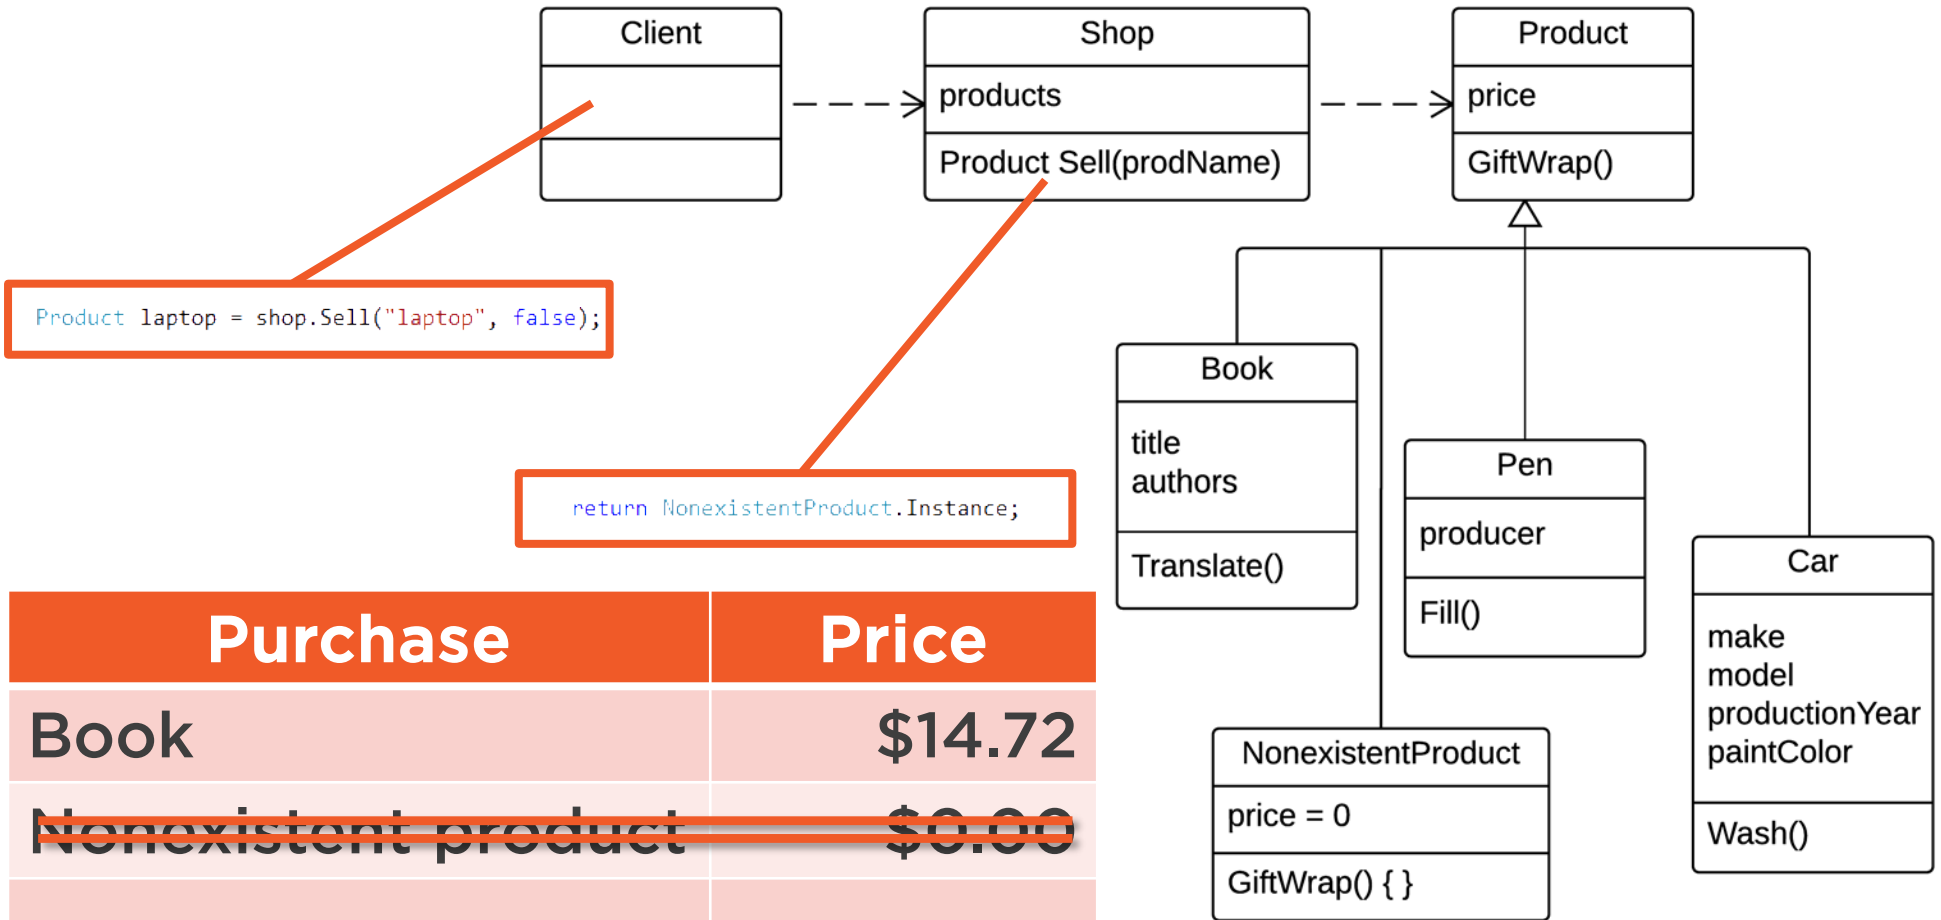 Client
Shop
products
Product Sell(prodName)
Product
price
GiftWrap()
Product laptop = shop.Sell("laptop", false);
return NonexistentProduct.Instance;
Book
title
authors
Translate()
Pen
producer
Fill()
Car
make
model
productionYear
paintColor
Wash()
NonexistentProduct
price = 0
GiftWrap() { }
Purchase Price
Book $14.72
Nonexistent product $0.00